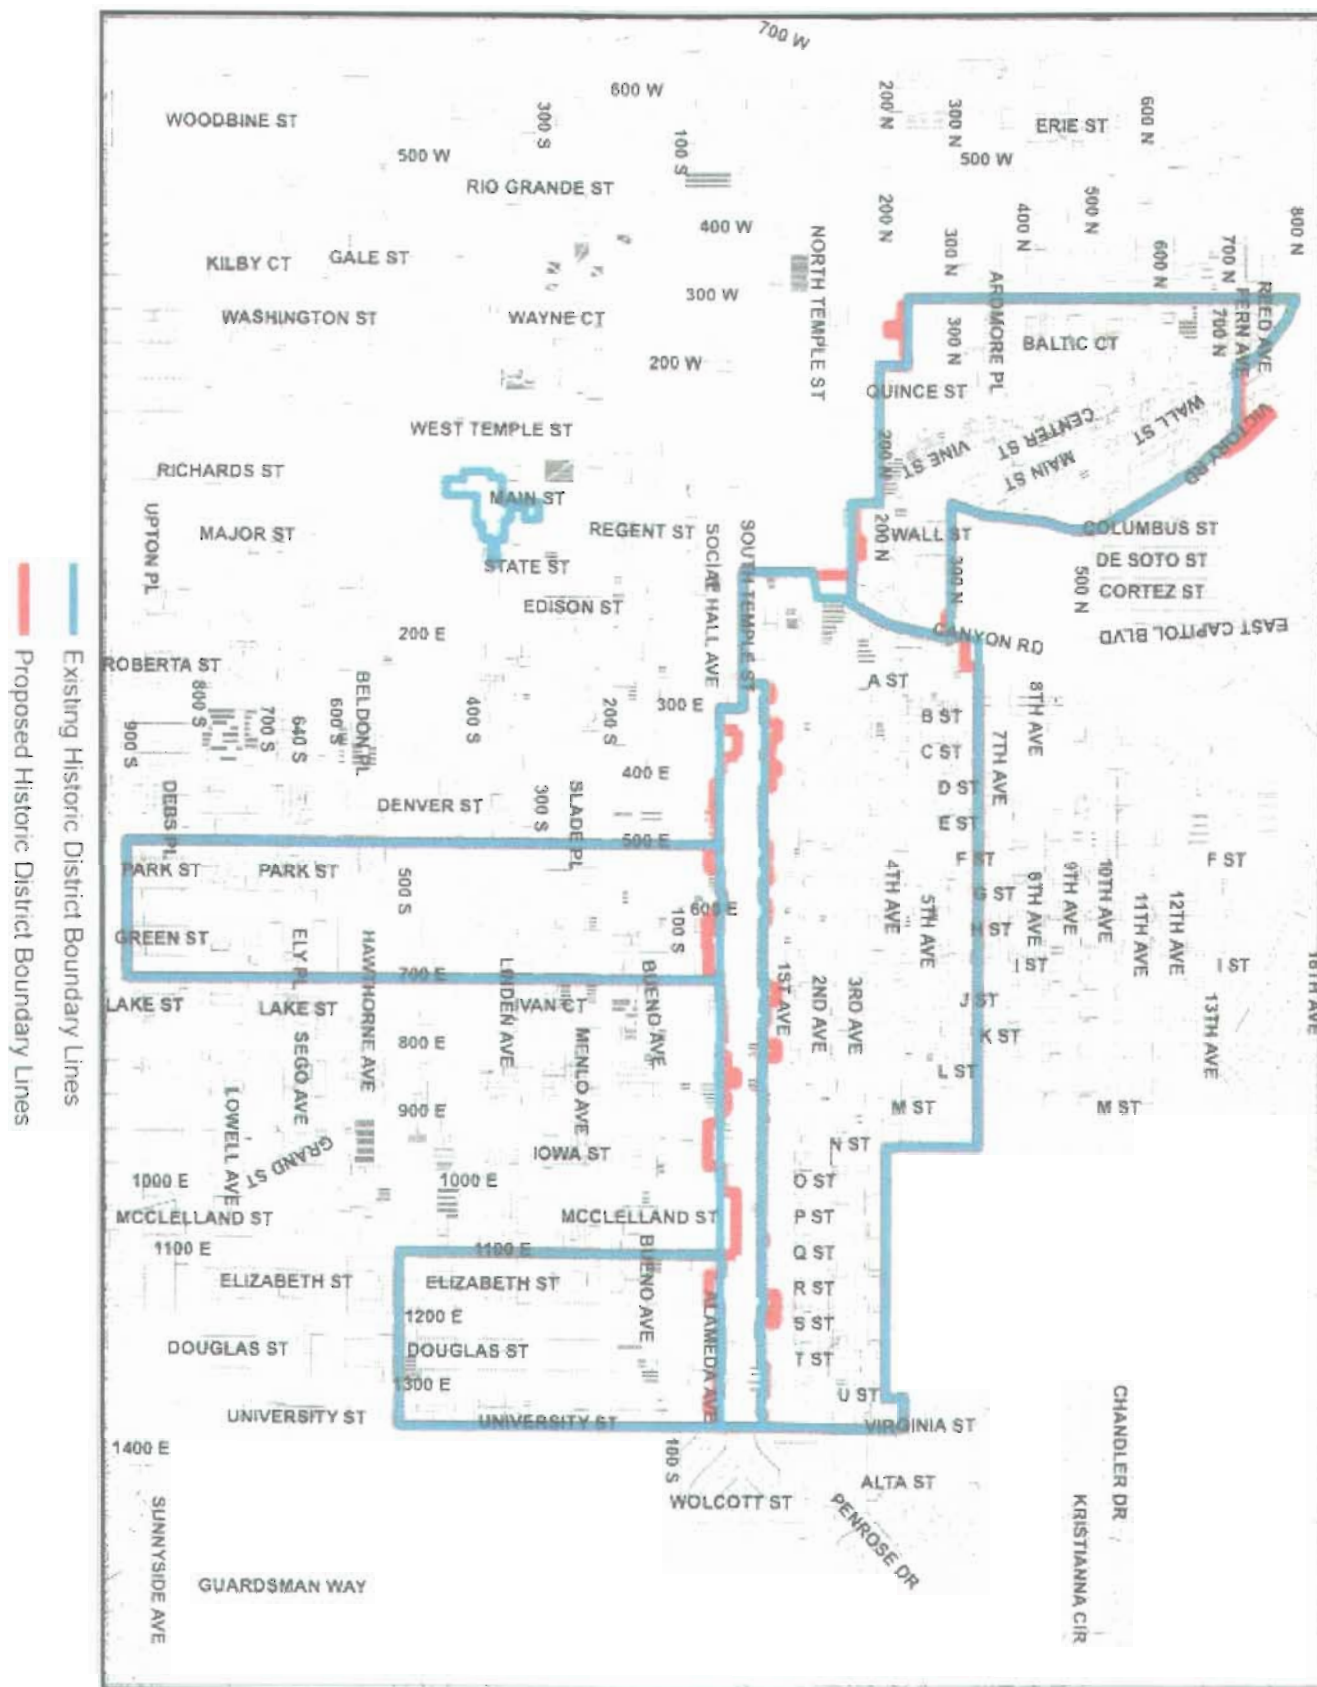 700 W
600 W
200 N
300 N
600 N
WOODBINE ST
300 S
ERIE ST
100 S
500 W
500 W
RIO GRANDE ST
200 N
400 N
500 N
800 N
400 W
NORTH TEMPLE ST
300 N
600 N
700 N
KILBY CT
GALE ST
300 W
ARDMORE PL
REED AVE
FERN AVE
WASHINGTON ST
WAYNE CT
300 N
700 N
BALTIC CT
200 W
QUINCE ST
WALL ST
CENTER ST
VICTORY RD
WEST TEMPLE ST
200 N
VINE ST
MAIN ST
RICHARDS ST
MAIN ST
UPTON PL
MAJOR ST
REGENT ST
SOCIAL HALL AVE
SOUTH TEMPLE ST
200 N
WALL ST
COLUMBUS ST
STATE ST
300 N
DE SOTO ST
500 N
CORTEZ ST
EDISON ST
200 E
CANYON RD
EAST CAPITOL BLVD
ROBERTA ST
BELDON PL
A ST
8TH AVE
800 S
700 S
640 S
600 S
400 S
200 S
300 E
B ST
900 S
C ST
7TH AVE
400 E
DEBS PL
DENVER ST
300 S
SLADE PL
D ST
E ST
500 E
PARK ST
PARK ST
500 S
4TH AVE
F ST
F ST
5TH AVE
G ST
6TH AVE
9TH AVE
10TH AVE
11TH AVE
12TH AVE
600 E
100 S
GREEN ST
ELY PL
HAWTHORNE AVE
H ST
I ST
I ST
700 E
LINDEN AVE
BUENO AVE
1ST AVE
2ND AVE
3RD AVE
LAKE ST
LAKE ST
IVAN CT
J ST
13TH AVE
SEGO AVE
800 E
MENLO AVE
K ST
L ST
LOWELL AVE
900 E
M ST
M ST
GRAND ST
IOWA ST
N ST
1000 E
1000 E
O ST
MCCLELLAND ST
MCCLELLAND ST
P ST
1100 E
1100 E
BUENO AVE
Q ST
ELIZABETH ST
ELIZABETH ST
ALAMEDA AVE
R ST
1200 E
S ST
DOUGLAS ST
DOUGLAS ST
T ST
1300 E
U ST
CHANDLER DR
UNIVERSITY ST
UNIVERSITY ST
VIRGINIA ST
1400 E
100 S
ALTA ST
WOLCOTT ST
PENROSE DR
KRISTIANNA CIR
SUNNYSIDE AVE
GUARDSMAN WAY
Existing Historic District Boundary Lines
Proposed Historic District Boundary Lines